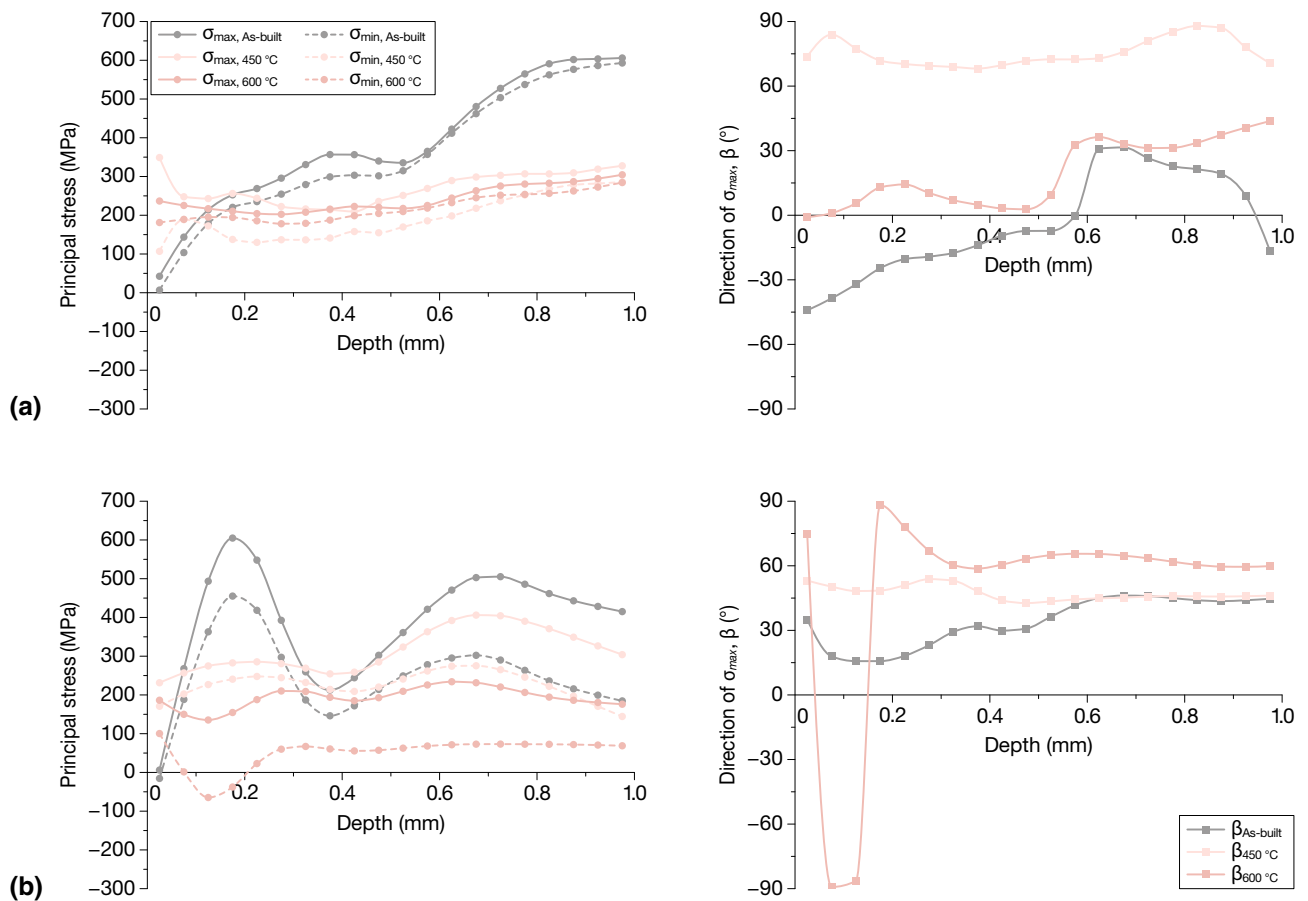 700
600
500
400
300
200
100
0
−100
−200
−300
Principal stress (MPa)
σmax, As-built
σmin, As-built
σmax, 450 °C
σmin, 450 °C
σmax, 600 °C
σmin, 600 °C
0 0.2 0.4 0.6 0.8 1.0
Depth (mm)
(a)
90
60
30
0
−30
−60
−90
Direction of σmax, β (°)
0 0.2 0.4 0.6 0.8 1.0
Depth (mm)
700
600
500
400
300
200
100
0
−100
−200
−300
Principal stress (MPa)
0 0.2 0.4 0.6 0.8 1.0
Depth (mm)
(b)
90
60
30
0
−30
−60
−90
Direction of σmax, β (°)
0 0.2 0.4 0.6 0.8 1.0
Depth (mm)
βAs-built
β450 °C
β600 °C